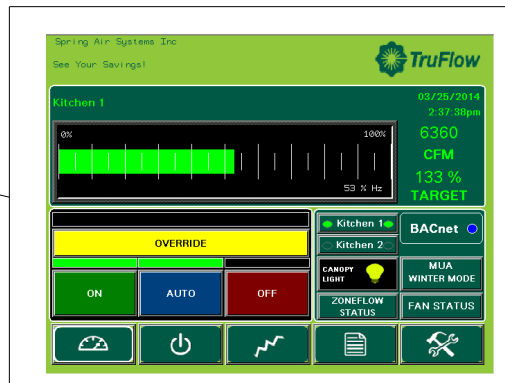 Spring Air Systems Inc
See Your Savings!
TruFlow
Kitchen 1
03/25/2014
2:37:38pm
0%
100%
6360
CFM
53 % Hz
133 %
TARGET
OVERRIDE
ON
AUTO
OFF
Kitchen 1
Kitchen 2
BACnet
CANOPY
LIGHT
MUA
WINTER MODE
ZONEFLOW
STATUS
FAN STATUS